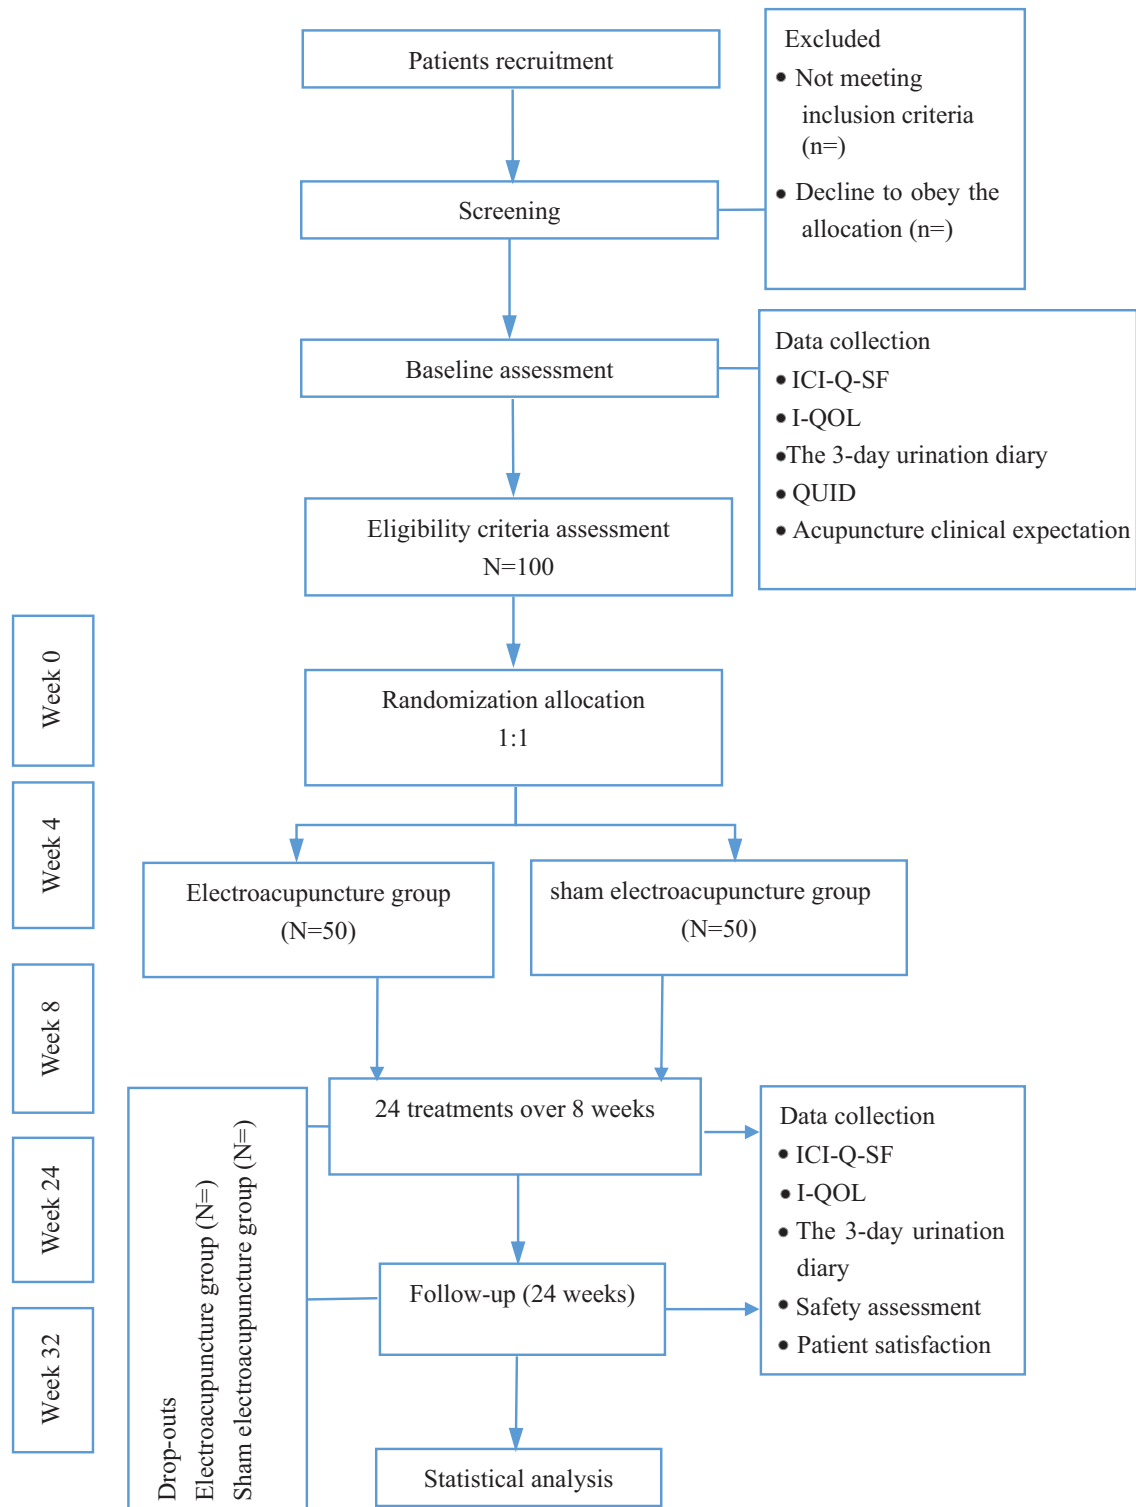 Patients recruitment
Excluded
• Not meeting
inclusion criteria
(n=)
• Decline to obey the
allocation (n=)
Screening
Baseline assessment
Data collection
• ICI-Q-SF
• I-QOL
• The 3-day urination diary
• QUID
• Acupuncture clinical expectation
Eligibility criteria assessment
N=100
Week 0
Randomization allocation
1:1
Week 4
Electroacupuncture group
(N=50)
sham electroacupuncture group
(N=50)
Week 8
24 treatments over 8 weeks
Data collection
• ICI-Q-SF
• I-QOL
• The 3-day urination
diary
• Safety assessment
• Patient satisfaction
Week 24
Drop-outs
Electroacupuncture group (N=)
Sham electroacupuncture group (N=)
Follow-up (24 weeks)
Week 32
Statistical analysis